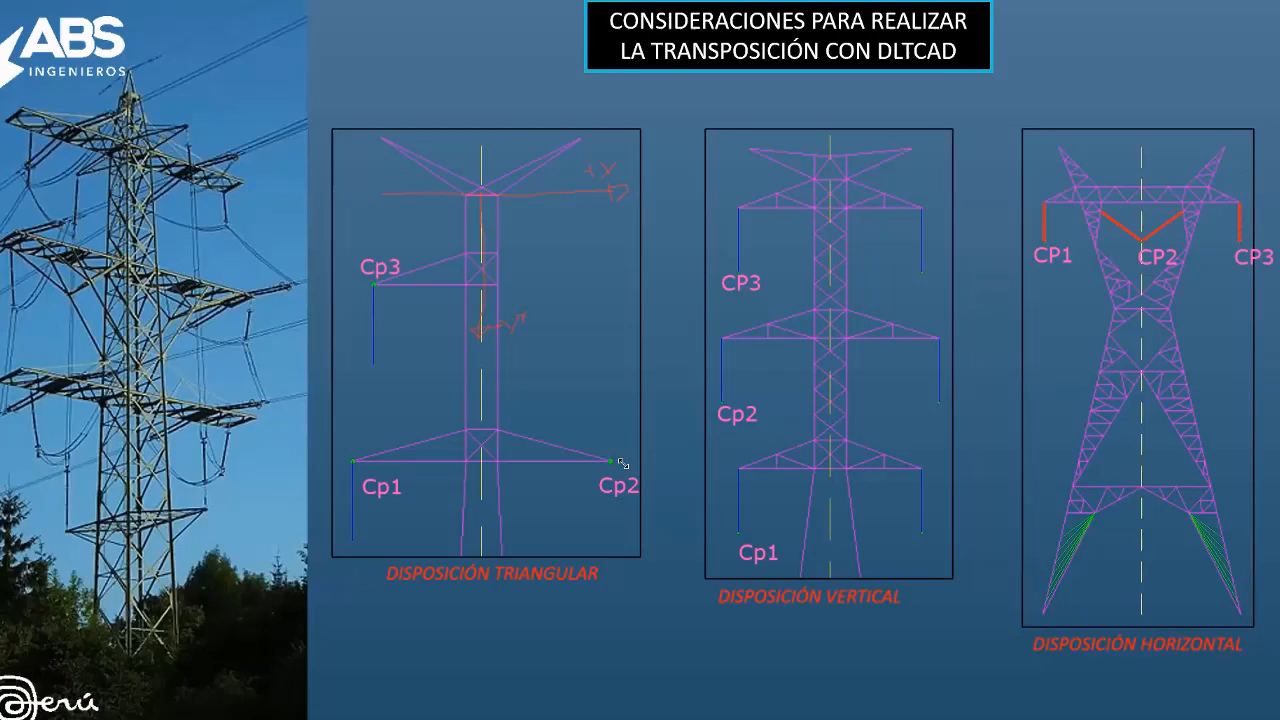 ABS
INGENIEROS
CONSIDERACIONES PARA REALIZAR
LA TRANSPOSICIÓN CON DLTCAD
+X
Cp3
Cp1
Cp2
DISPOSICIÓN TRIANGULAR
CP3
Cp2
Cp1
DISPOSICIÓN VERTICAL
CP1
CP2
CP3
DISPOSICIÓN HORIZONTAL
Perú